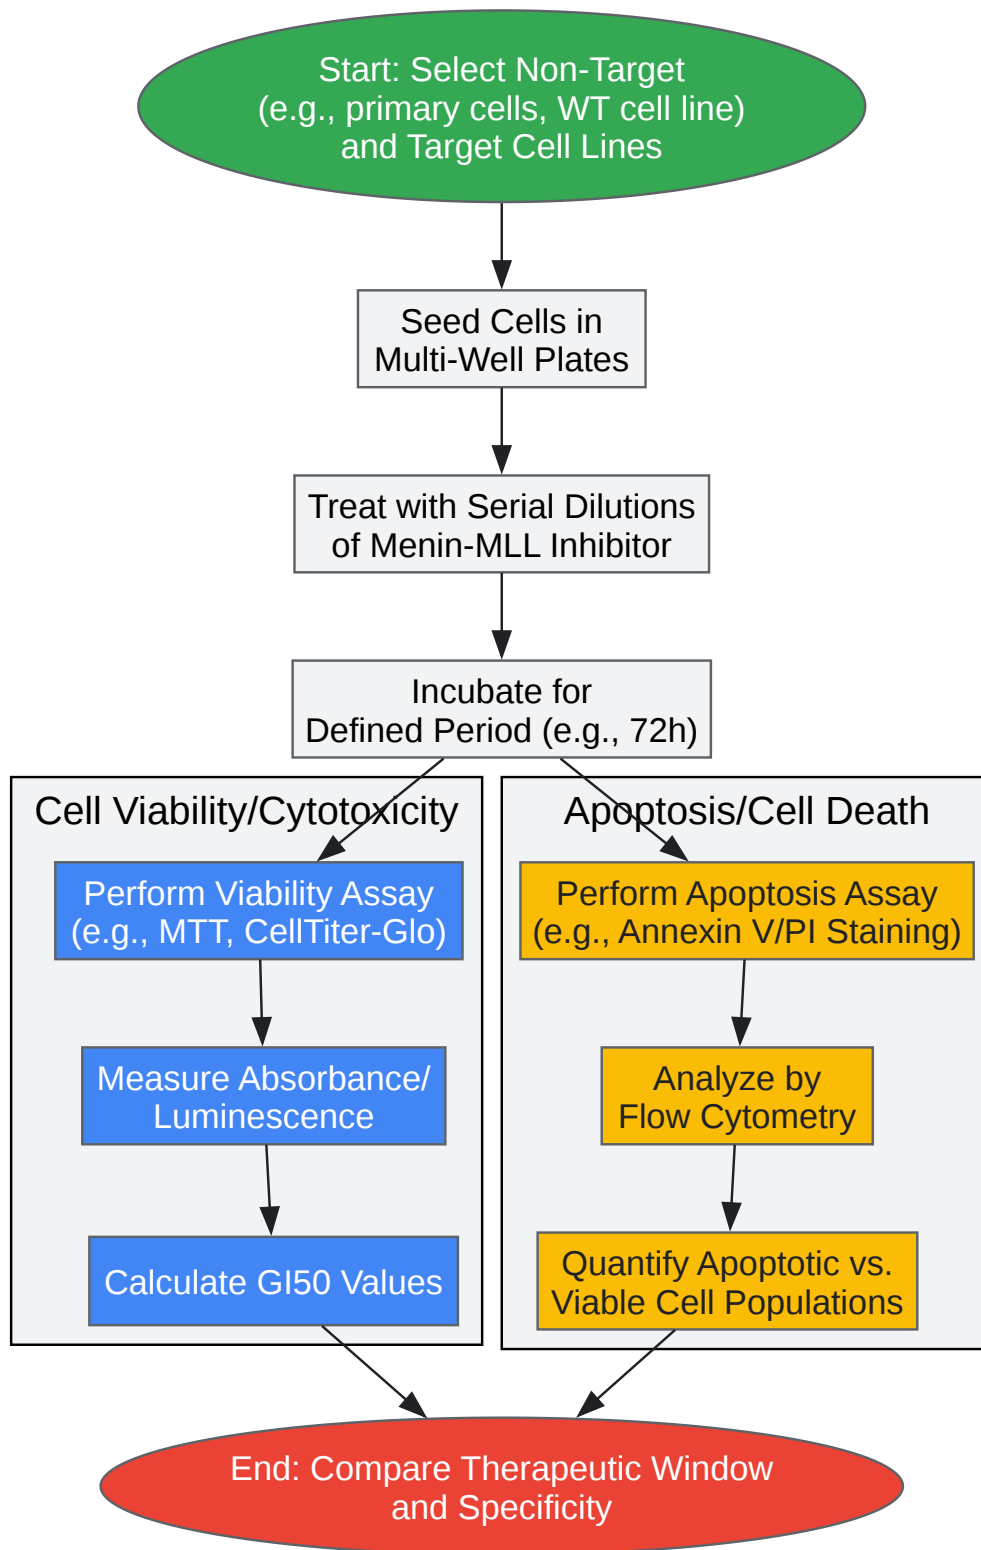 Start: Select Non-Target
(e.g., primary cells, WT cell line)
and Target Cell Lines
Seed Cells in
Multi-Well Plates
Treat with Serial Dilutions
of Menin-MLL Inhibitor
Incubate for
Defined Period (e.g., 72h)
Cell Viability/Cytotoxicity
Perform Viability Assay
(e.g., MTT, CellTiter-Glo)
Measure Absorbance/
Luminescence
Calculate GI50 Values
Apoptosis/Cell Death
Perform Apoptosis Assay
(e.g., Annexin V/PI Staining)
Analyze by
Flow Cytometry
Quantify Apoptotic vs.
Viable Cell Populations
End: Compare Therapeutic Window
and Specificity